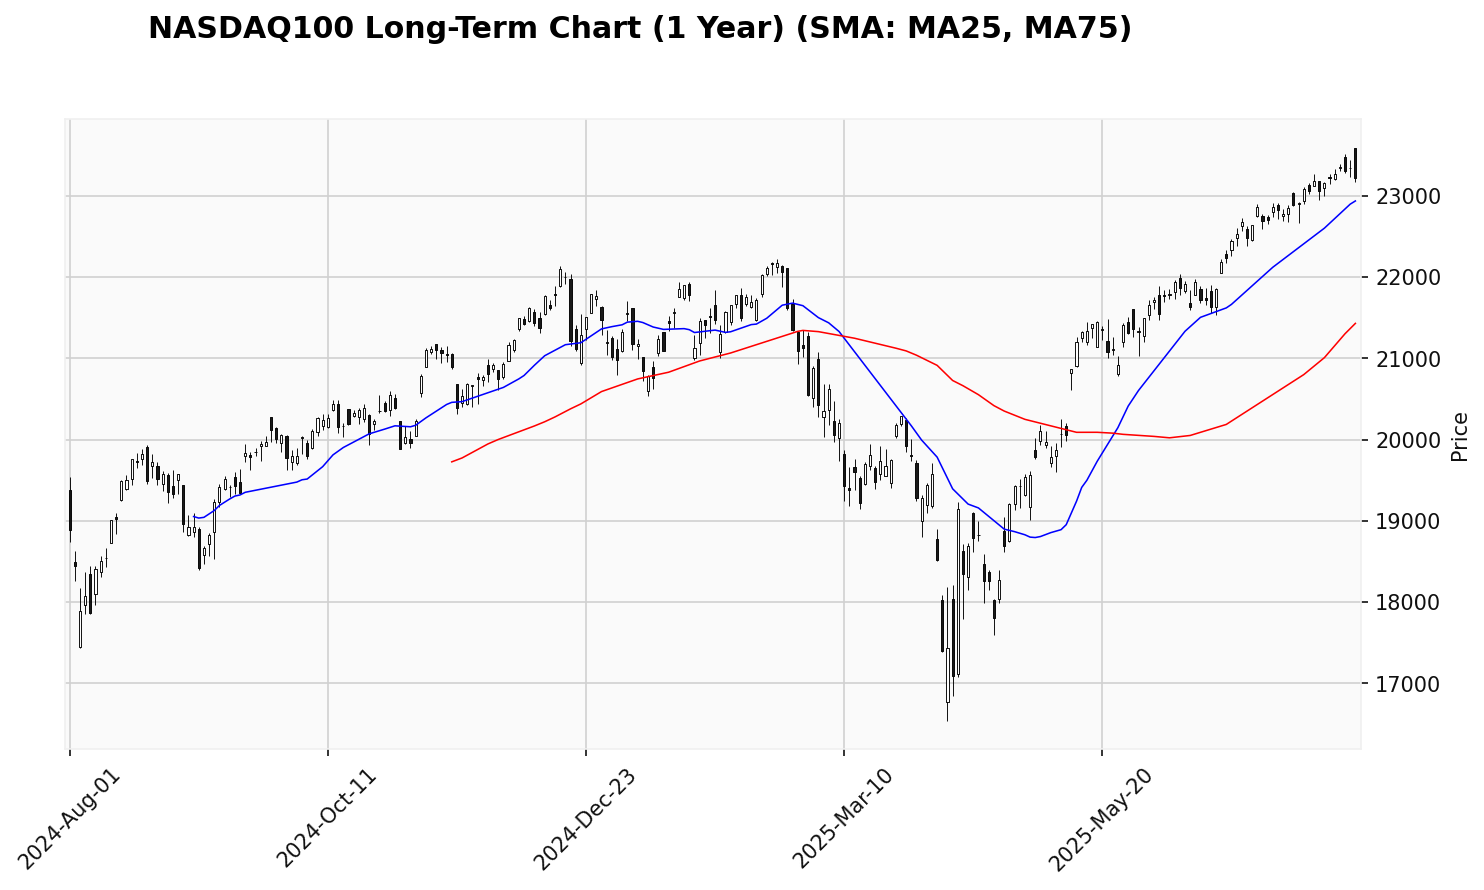 NASDAQ100 Long-Term Chart (1 Year) (SMA: MA25, MA75)
23000
22000
21000
20000
19000
18000
17000
Price
2024-Aug-01
2024-Oct-11
2024-Dec-23
2025-Mar-10
2025-May-20